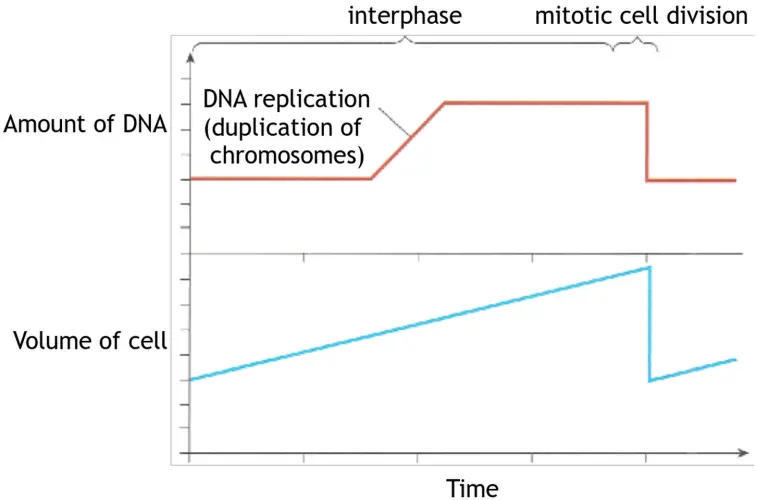 interphase
mitotic cell division
DNA replication
(duplication of
chromosomes)
Amount of DNA
Volume of cell
Time